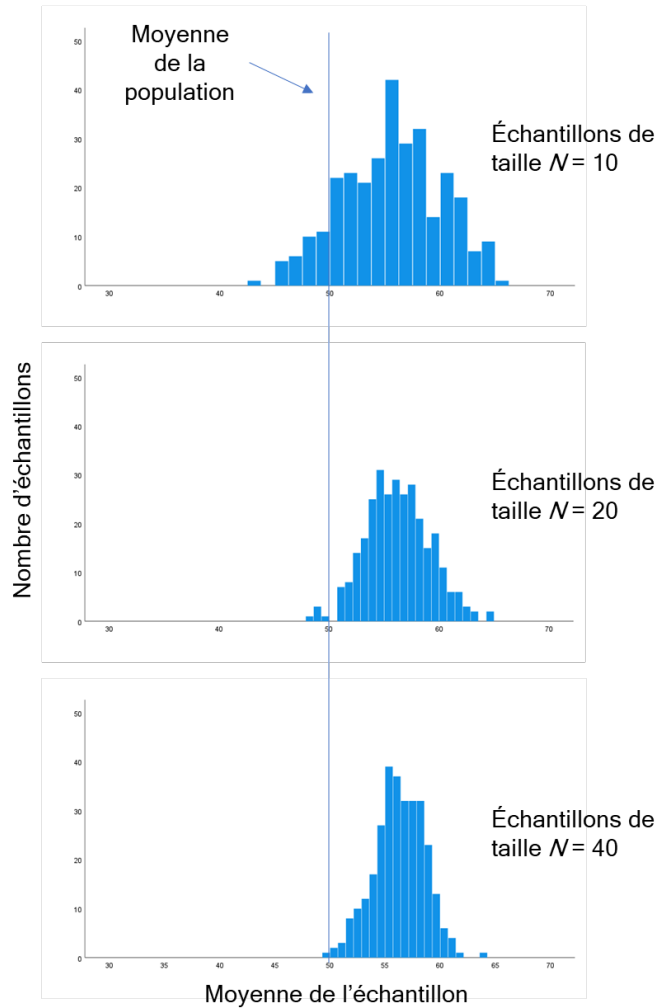 Moyenne
de la
population
Échantillons de
taille N = 10
50
40
30
20
10
0
30 40 50 60 70
Nombre d’échantillons
Échantillons de
taille N = 20
50
40
30
20
10
0
30 40 50 60 70
Échantillons de
taille N = 40
50
40
30
20
10
0
30 35 40 45 50 55 60 65 70
Moyenne de l’échantillon